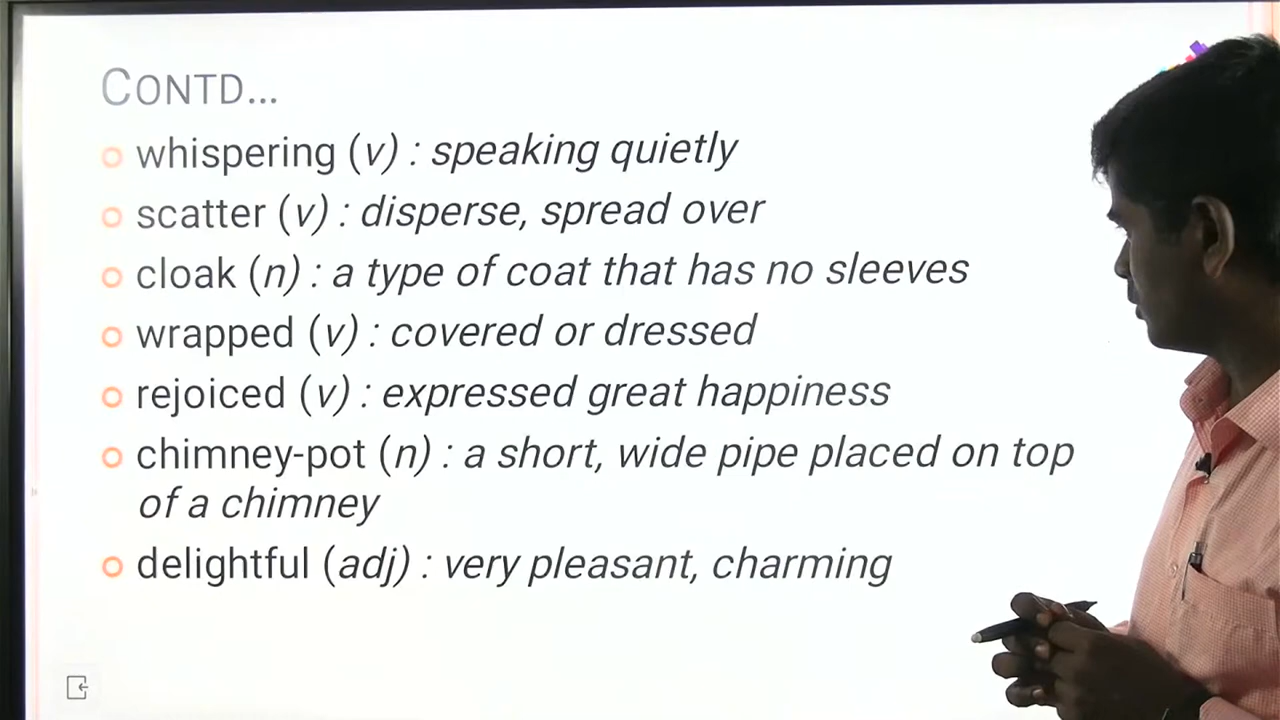 CONTD...
whispering (v) : speaking quietly
scatter (v) : disperse, spread over
cloak (n) : a type of coat that has no sleeves
wrapped (v) : covered or dressed
rejoiced (v) : expressed great happiness
chimney-pot (n) : a short, wide pipe placed on top
of a chimney
delightful (adj) : very pleasant, charming